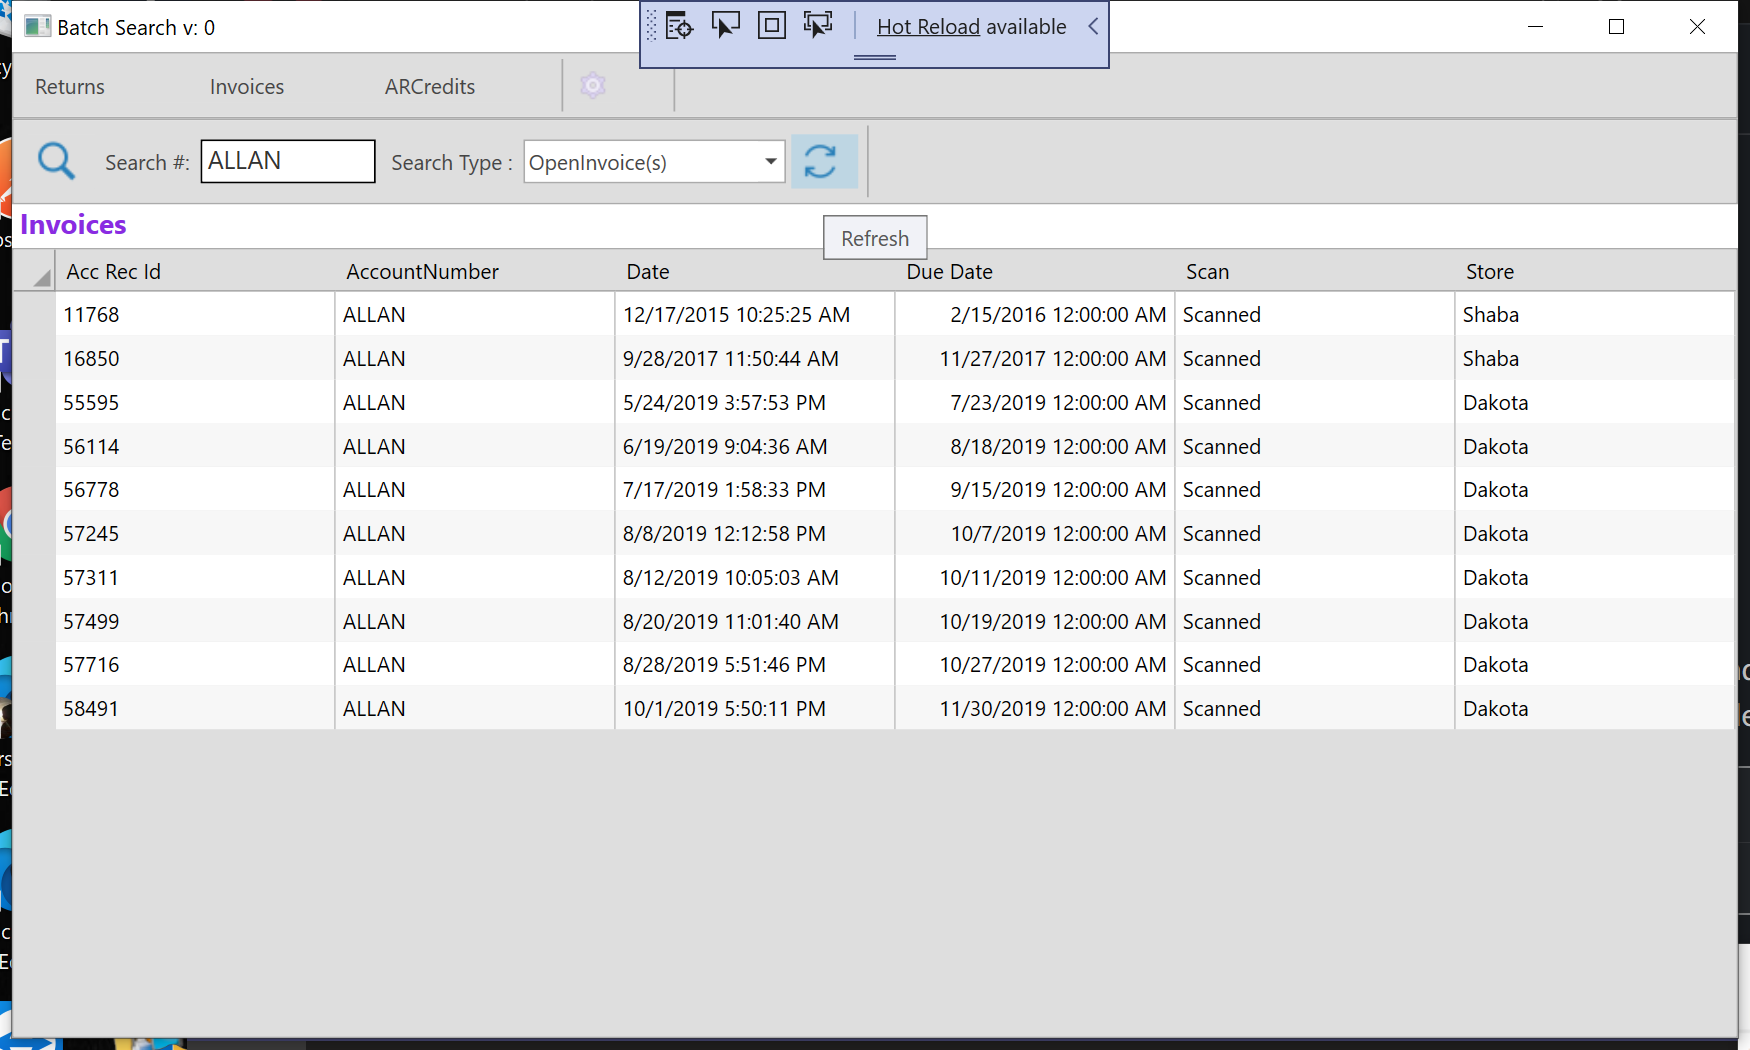 Batch Search v: 0
Hot Reload available
Returns Invoices ARCredits
Search #: ALLAN Search Type : OpenInvoice(s)
Invoices
Refresh
Acc Rec Id AccountNumber Date Due Date Scan Store
11768 ALLAN 12/17/2015 10:25:25 AM 2/15/2016 12:00:00 AM Scanned Shaba
16850 ALLAN 9/28/2017 11:50:44 AM 11/27/2017 12:00:00 AM Scanned Shaba
55595 ALLAN 5/24/2019 3:57:53 PM 7/23/2019 12:00:00 AM Scanned Dakota
56114 ALLAN 6/19/2019 9:04:36 AM 8/18/2019 12:00:00 AM Scanned Dakota
56778 ALLAN 7/17/2019 1:58:33 PM 9/15/2019 12:00:00 AM Scanned Dakota
57245 ALLAN 8/8/2019 12:12:58 PM 10/7/2019 12:00:00 AM Scanned Dakota
57311 ALLAN 8/12/2019 10:05:03 AM 10/11/2019 12:00:00 AM Scanned Dakota
57499 ALLAN 8/20/2019 11:01:40 AM 10/19/2019 12:00:00 AM Scanned Dakota
57716 ALLAN 8/28/2019 5:51:46 PM 10/27/2019 12:00:00 AM Scanned Dakota
58491 ALLAN 10/1/2019 5:50:11 PM 11/30/2019 12:00:00 AM Scanned Dakota